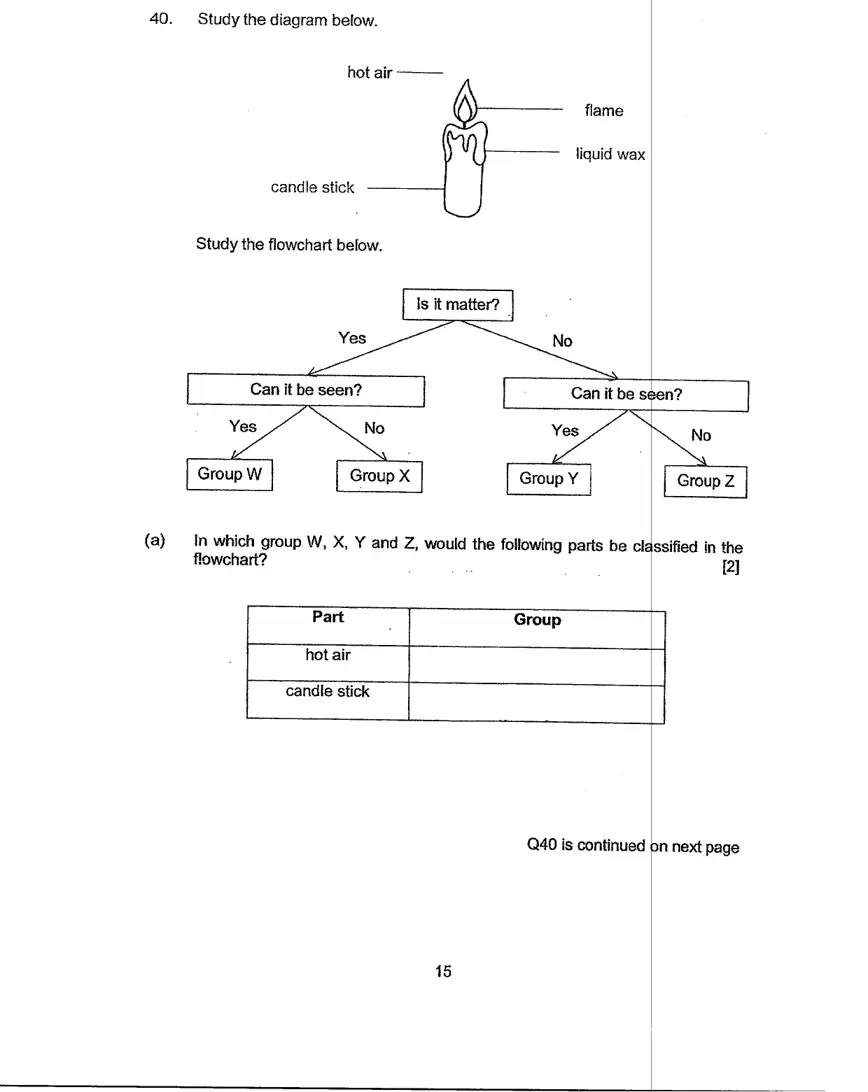 40. Study the diagram below.
hot air
flame
liquid wax
candle stick
Study the flowchart below.
Is it matter?
Yes No
Can it be seen? Can it be seen?
Yes No Yes No
Group W Group X Group Y Group Z
(a) In which group W, X, Y and Z, would the following parts be classified in the
flowchart? [2]
Part Group
hot air
candle stick
Q40 is continued on next page
15